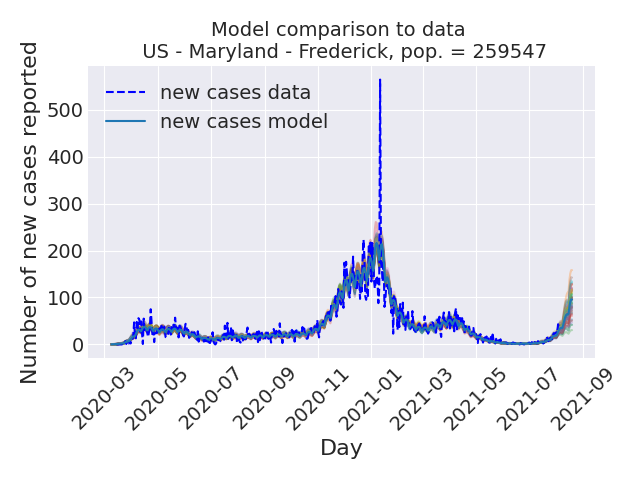 Model comparison to data
US - Maryland - Frederick, pop. = 259547
Number of new cases reported
500
400
300
200
100
0
new cases data
new cases model
2020-03
2020-05
2020-07
2020-09
2020-11
2021-01
2021-03
2021-05
2021-07
2021-09
Day